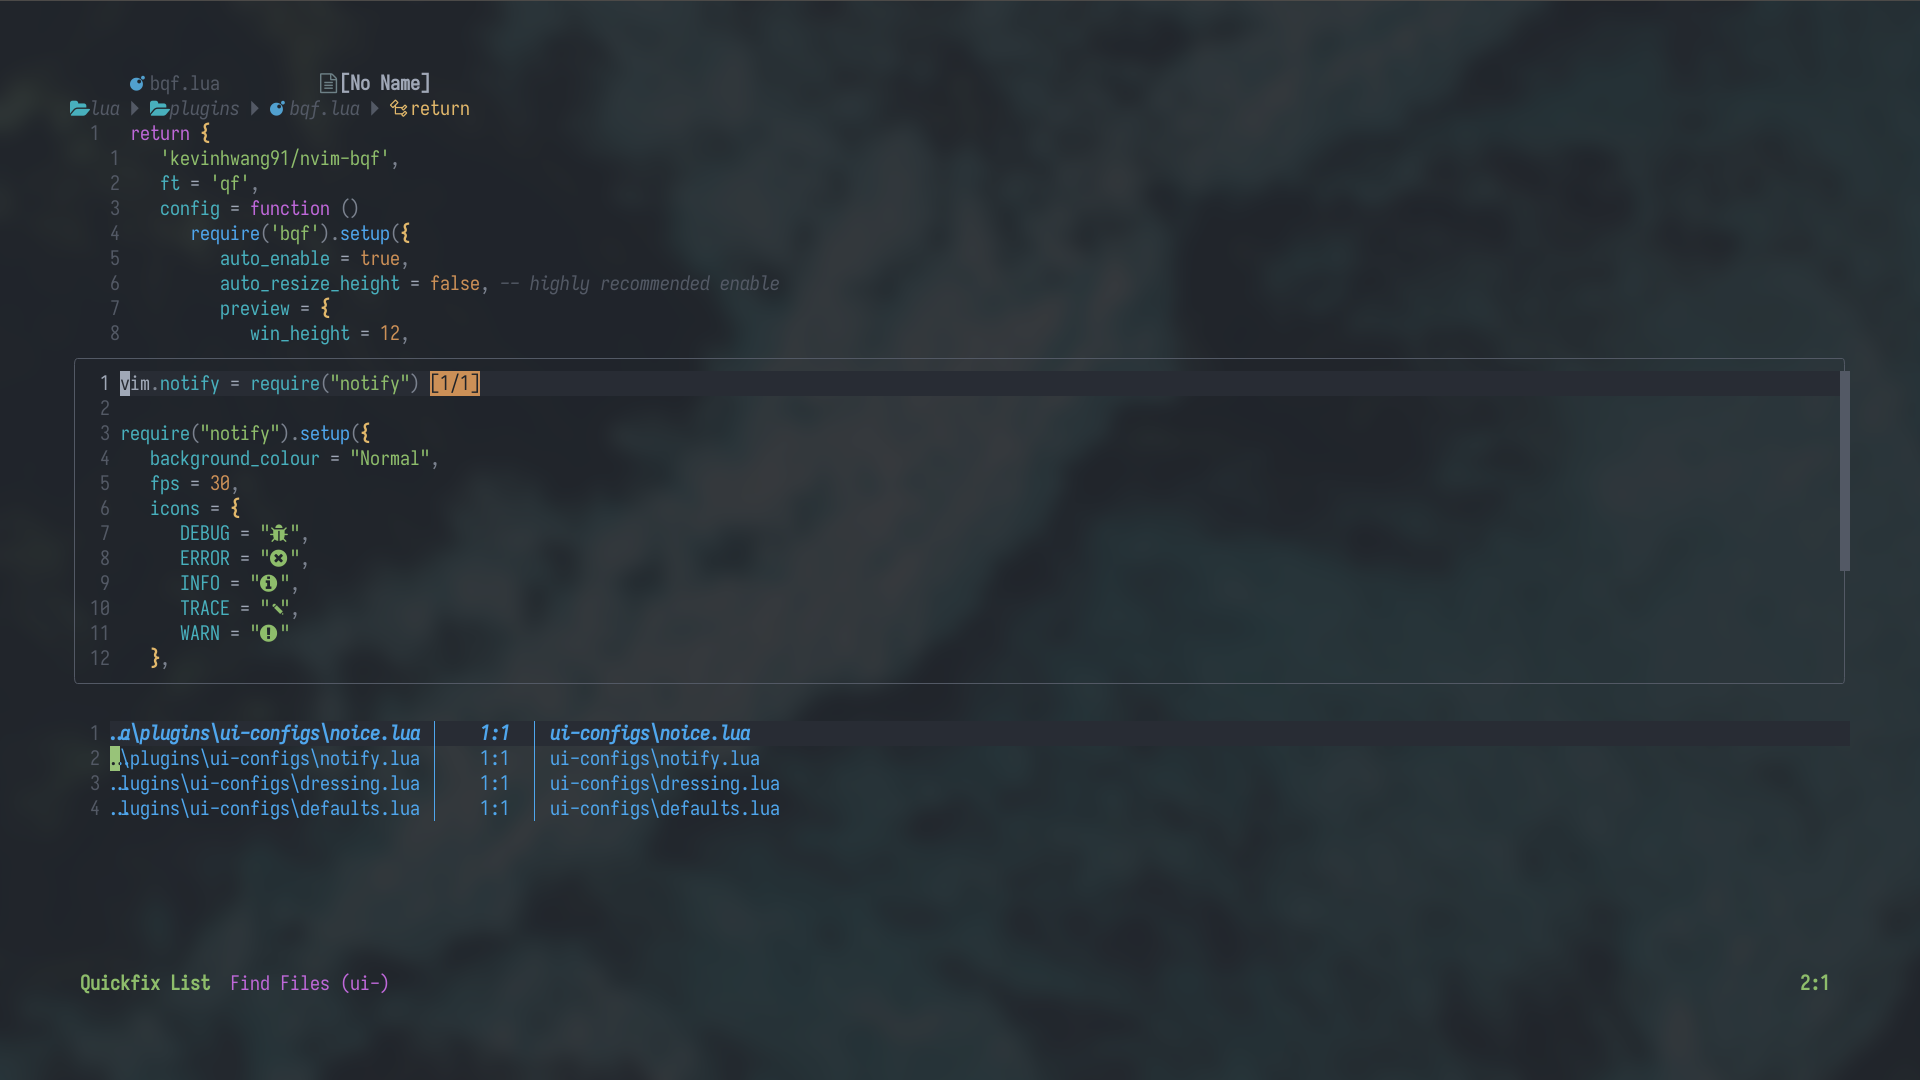 bqf.lua [No Name]
lua plugins bqf.lua return
1 return {
1 'kevinhwang91/nvim-bqf',
2 ft = 'qf',
3 config = function ()
4 require('bqf').setup({
5 auto_enable = true,
6 auto_resize_height = false, -- highly recommended enable
7 preview = {
8 win_height = 12,
1 vim.notify = require("notify") [1/1]
2
3 require("notify").setup({
4 background_colour = "Normal",
5 fps = 30,
6 icons = {
7 DEBUG = "",
8 ERROR = "",
9 INFO = "",
10 TRACE = "✎",
11 WARN = ""
12 },
1 ..a\plugins\ui-configs\noice.lua │ 1:1 │ ui-configs\noice.lua
2 ..\plugins\ui-configs\notify.lua │ 1:1 │ ui-configs\notify.lua
3 ..lugins\ui-configs\dressing.lua │ 1:1 │ ui-configs\dressing.lua
4 ..lugins\ui-configs\defaults.lua │ 1:1 │ ui-configs\defaults.lua
Quickfix List Find Files (ui-) 2:1